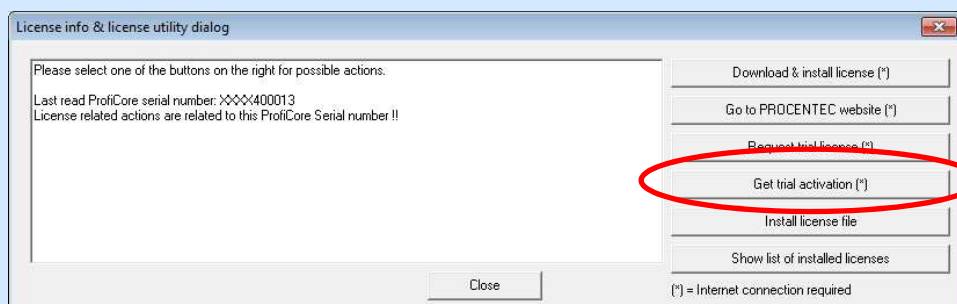 License info & license utility dialog
Please select one of the buttons on the right for possible actions.
Last read ProfiCore serial number: XXXX400013
License related actions are related to this ProfiCore Serial number !!
Download & install license (*)
Go to PROCENTEC website (*)
Request trial license (*)
Get trial activation (*)
Install license file
Show list of installed licenses
Close
(*) = Internet connection required